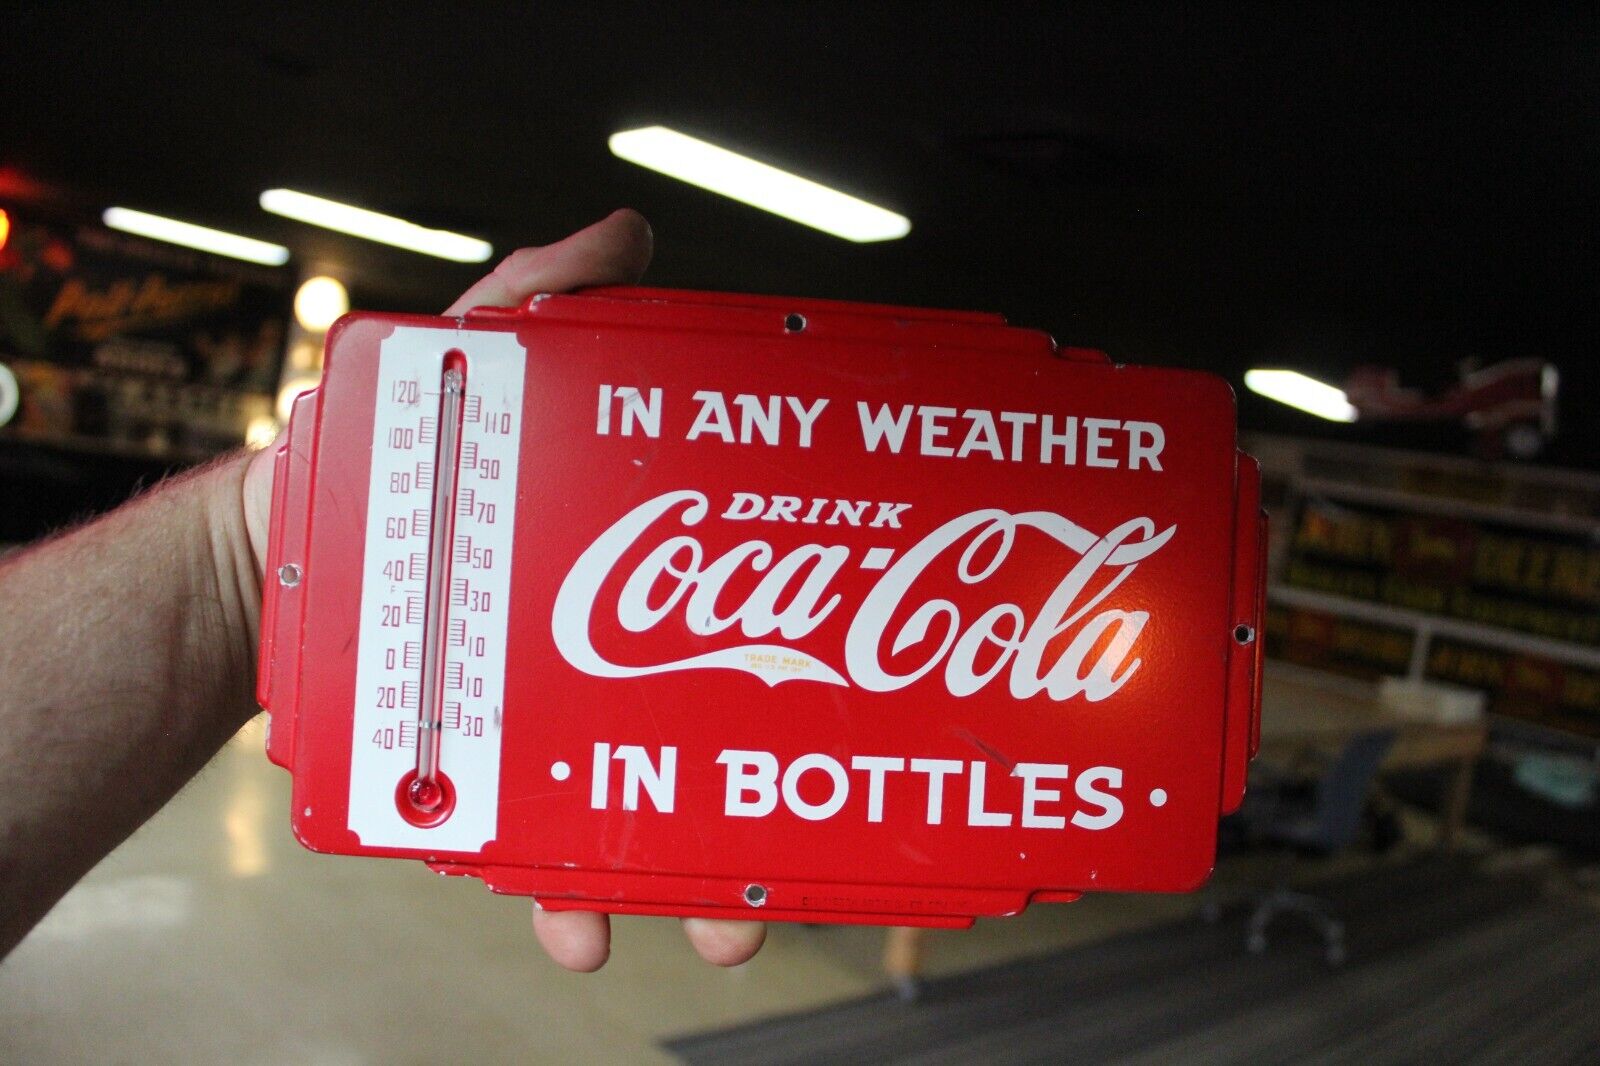 IN ANY WEATHER
DRINK
Coca-Cola
TRADE MARK
• IN BOTTLES •
120
110
100
90
80
70
60
50
40
F
30
20
10
0
10
20
30
40